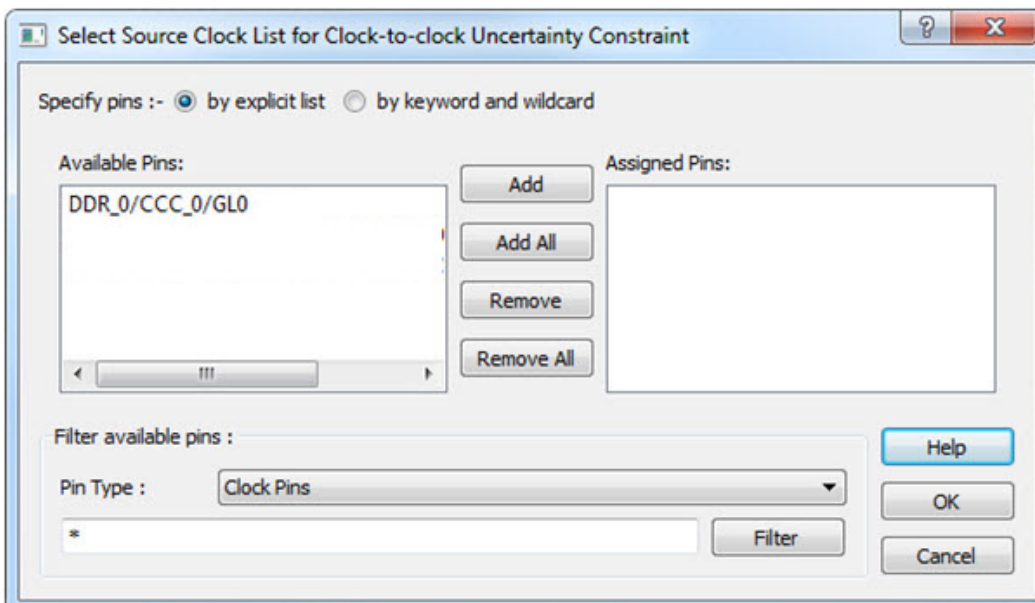 Select Source Clock List for Clock-to-clock Uncertainty Constraint
Specify pins :- by explicit list by keyword and wildcard
Available Pins:
Assigned Pins:
DDR_0/CCC_0/GL0
Add
Add All
Remove
Remove All
Filter available pins :
Pin Type : Clock Pins
*
Filter
Help
OK
Cancel